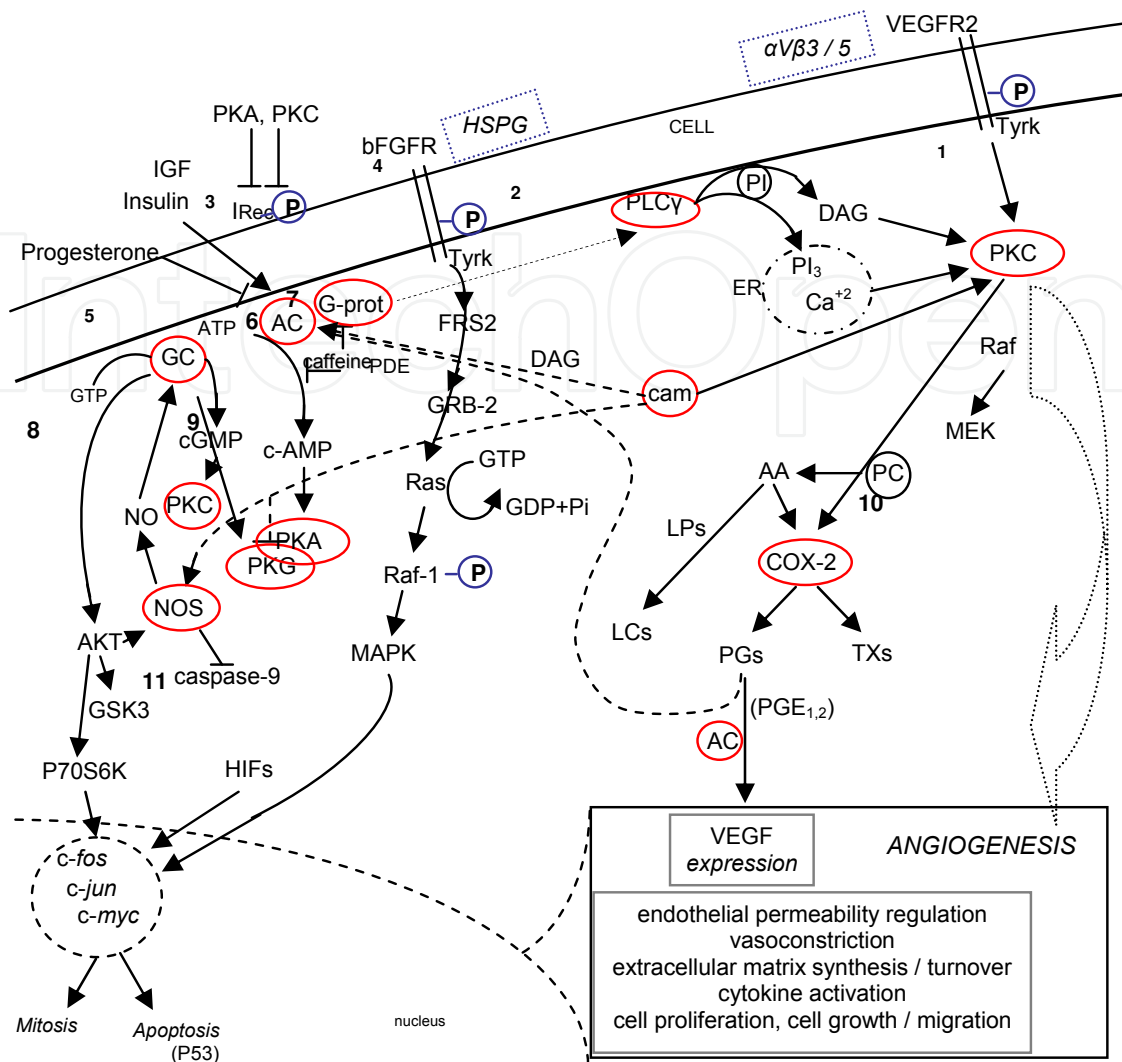 VEGFR2
αVβ3 / 5
P
PKA, PKC
HSPG
CELL
Tyrk
bFGFR
4
1
IGF
PI
Insulin
3
IRec
P
2
PLCγ
DAG
P
Progesterone
Tyrk
PI3
PKC
ER
Ca+2
7
G-prot
5
ATP
6
AC
FRS2
Raf
GC
caffeine
PDE
DAG
GTP
cam
GRB-2
8
9
cGMP
MEK
c-AMP
GTP
AA
PC
Ras
PKC
10
NO
GDP+Pi
LPs
PKA
PKG
Raf-1
P
COX-2
NOS
LCs
AKT
MAPK
PGs
TXs
11
caspase-9
GSK3
(PGE1,2)
AC
P70S6K
HIFs
VEGF
expression
ANGIOGENESIS
c-fos
c-jun
c-myc
endothelial permeability regulation
vasoconstriction
extracellular matrix synthesis / turnover
cytokine activation
cell proliferation, cell growth / migration
Mitosis
Apoptosis
(P53)
nucleus
IntechOpen